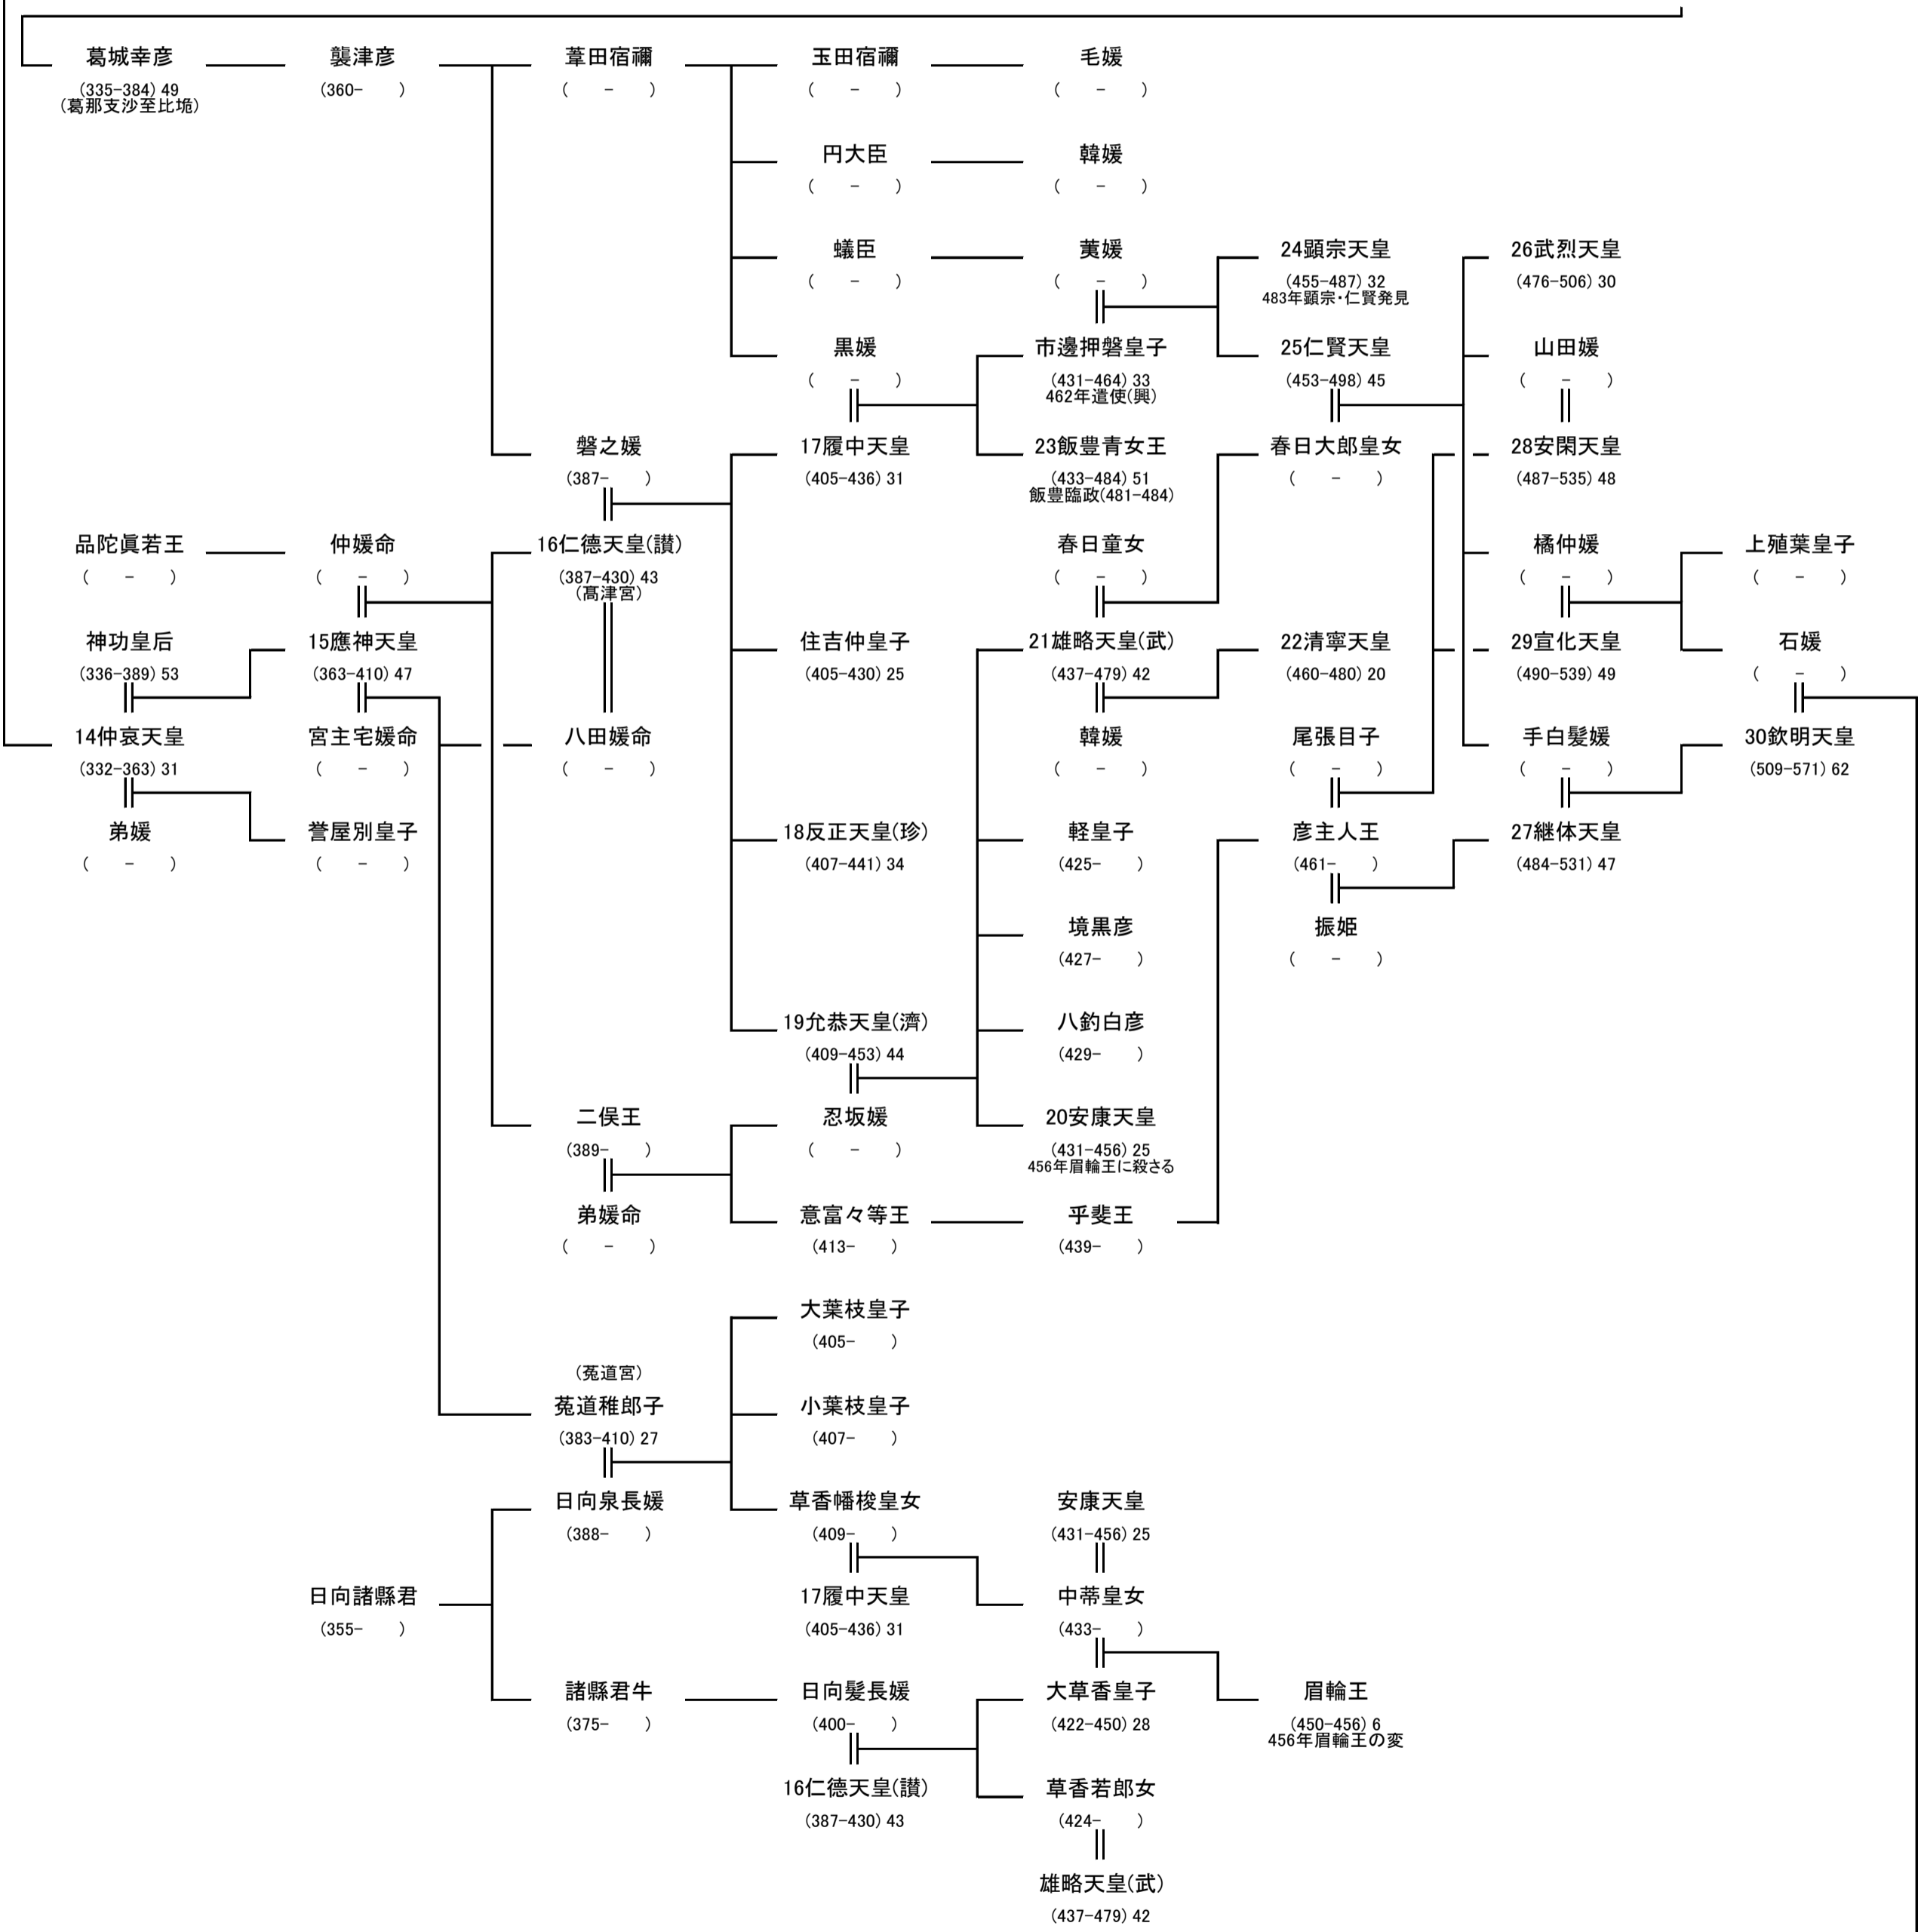 葛城幸彦
(335-384) 49
(葛那支沙至比垝)
襲津彦
(360-　)
葦田宿禰
(　-　)
玉田宿禰
(　-　)
毛媛
(　-　)
円大臣
(　-　)
韓媛
(　-　)
蟻臣
(　-　)
荑媛
(　-　)
24顕宗天皇
(455-487) 32
483年顕宗・仁賢発見
26武烈天皇
(476-506) 30
黒媛
(　-　)
市邊押磐皇子
(431-464) 33
462年遣使(興)
25仁賢天皇
(453-498) 45
山田媛
(　-　)
磐之媛
(387-　)
17履中天皇
(405-436) 31
23飯豊青女王
(433-484) 51
飯豊臨政(481-484)
春日大郎皇女
(　-　)
28安閑天皇
(487-535) 48
品陀眞若王
(　-　)
仲媛命
(　-　)
16仁徳天皇(讃)
(387-430) 43
(髙津宮)
春日童女
(　-　)
橘仲媛
(　-　)
上殖葉皇子
(　-　)
神功皇后
(336-389) 53
15應神天皇
(363-410) 47
住吉仲皇子
(405-430) 25
21雄略天皇(武)
(437-479) 42
22清寧天皇
(460-480) 20
29宣化天皇
(490-539) 49
石媛
(　-　)
14仲哀天皇
(332-363) 31
宮主宅媛命
(　-　)
八田媛命
(　-　)
韓媛
(　-　)
尾張目子
(　-　)
手白髪媛
(　-　)
30欽明天皇
(509-571) 62
弟媛
(　-　)
誉屋別皇子
(　-　)
18反正天皇(珍)
(407-441) 34
軽皇子
(425-　)
彦主人王
(461-　)
27継体天皇
(484-531) 47
境黒彦
(427-　)
振姫
(　-　)
19允恭天皇(濟)
(409-453) 44
八釣白彦
(429-　)
二俣王
(389-　)
忍坂媛
(　-　)
20安康天皇
(431-456) 25
456年眉輪王に殺さる
弟媛命
(　-　)
意富々等王
(413-　)
乎斐王
(439-　)
大葉枝皇子
(405-　)
(菟道宮)
菟道稚郎子
(383-410) 27
小葉枝皇子
(407-　)
日向泉長媛
(388-　)
草香幡梭皇女
(409-　)
安康天皇
(431-456) 25
日向諸縣君
(355-　)
17履中天皇
(405-436) 31
中蒂皇女
(433-　)
諸縣君牛
(375-　)
日向髪長媛
(400-　)
大草香皇子
(422-450) 28
眉輪王
(450-456) 6
456年眉輪王の変
16仁徳天皇(讃)
(387-430) 43
草香若郎女
(424-　)
雄略天皇(武)
(437-479) 42